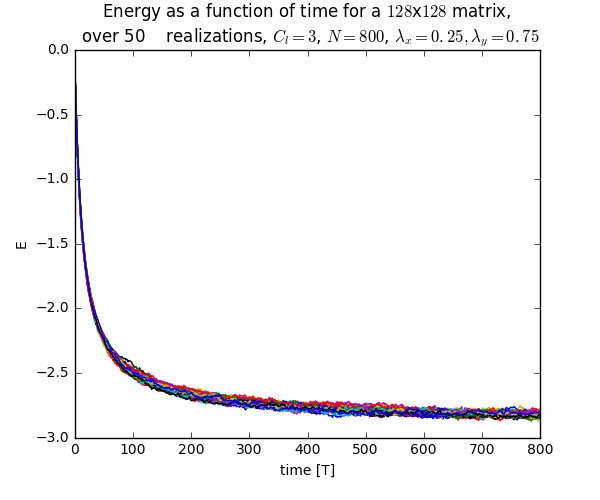 Energy as a function of time for a 128x128 matrix,
over 50    realizations, C_l = 3, N = 800, λ_x = 0.25, λ_y = 0.75
0.0
−0.5
−1.0
−1.5
−2.0
−2.5
−3.0
E
0 100 200 300 400 500 600 700 800
time [T]